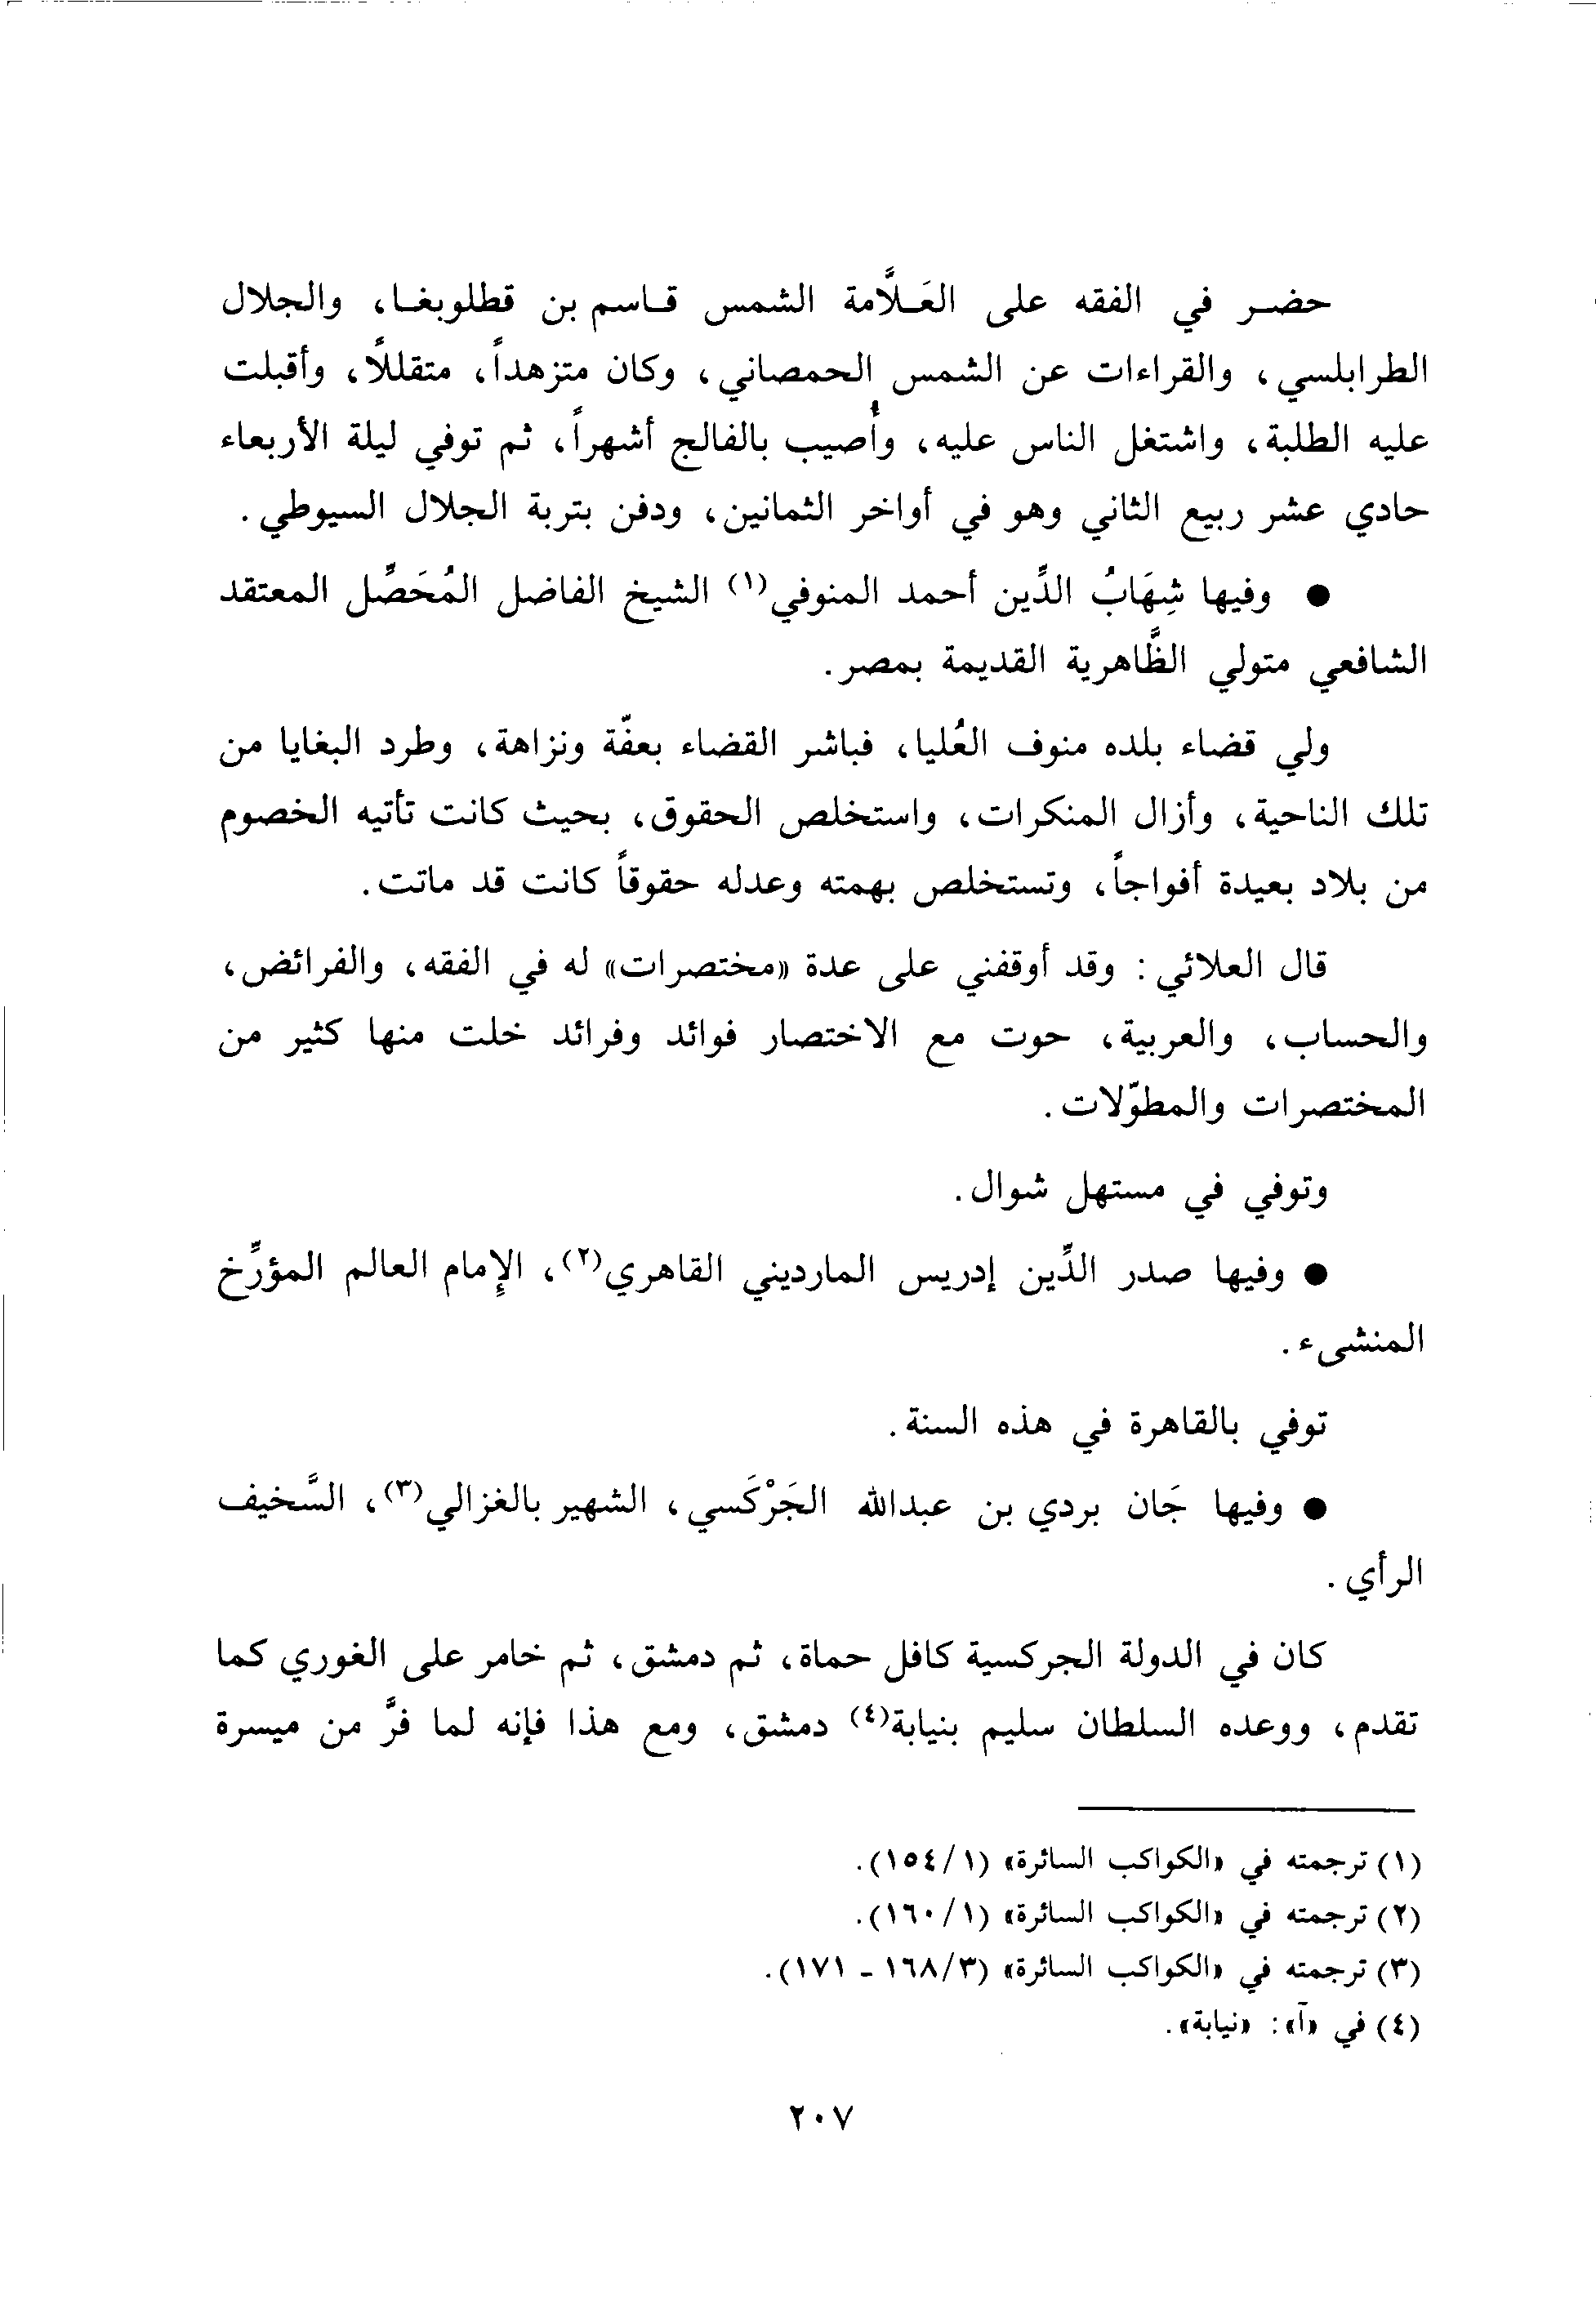 حضر في الفقه على العَلَّامة الشمس قاسم بن قطلوبغا، والجلال
الطرابلسي، والقراءات عن الشمس الحمصاني، وكان متزهداً، متقللاً، وأقبلت
عليه الطلبة، واشتغل الناس عليه، وأُصيب بالفالج أشهراً، ثم توفي ليلة الأربعاء
حادي عشر ربيع الثاني وهو في أواخر الثمانين، ودفن بتربة الجلال السيوطي.
● وفيها شِهَابُ الدِّين أحمد المنوفي(١) الشيخ الفاضل المُحَصِّل المعتقد
الشافعي متولي الظَّاهرية القديمة بمصر.
ولي قضاء بلده منوف العُليا، فباشر القضاء بعفّة ونزاهة، وطرد البغايا من
تلك الناحية، وأزال المنكرات، واستخلص الحقوق، بحيث كانت تأتيه الخصوم
من بلاد بعيدة أفواجاً، وتستخلص بهمته وعدله حقوقاً كانت قد ماتت.
قال العلائي: وقد أوقفني على عدة «مختصرات» له في الفقه، والفرائض،
والحساب، والعربية، حوت مع الاختصار فوائد وفرائد خلت منها كثير من
المختصرات والمطوّلات.
وتوفي في مستهل شوال.
● وفيها صدر الدِّين إدريس المارديني القاهري(٢)، الإِمام العالم المؤرِّخ
المنشىء.
توفي بالقاهرة في هذه السنة.
● وفيها جَان بردي بن عبدالله الجَرْكَسي، الشهير بالغزالي(٣)، السَّخيف
الرأي.
كان في الدولة الجركسية كافل حماة، ثم دمشق، ثم خامر على الغوري كما
تقدم، ووعده السلطان سليم بنيابة(٤) دمشق، ومع هذا فإنه لما فرَّ من ميسرة
(١) ترجمته في «الكواكب السائرة» (١/١٥٤).
(٢) ترجمته في «الكواكب السائرة» (١/١٦٠).
(٣) ترجمته في «الكواكب السائرة» (٣/١٦٨ - ١٧١).
(٤) في «آ»: «نيابة».
٢٠٧